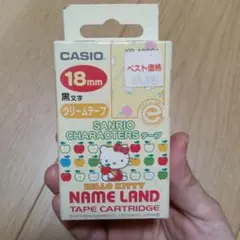 CASIO
18mm
黒文字
クリームテープ
ベスト価格
SANRIO
CHARACTERS テープ
HELLO KITTY
NAME LAND
TAPE CARTRIDGE